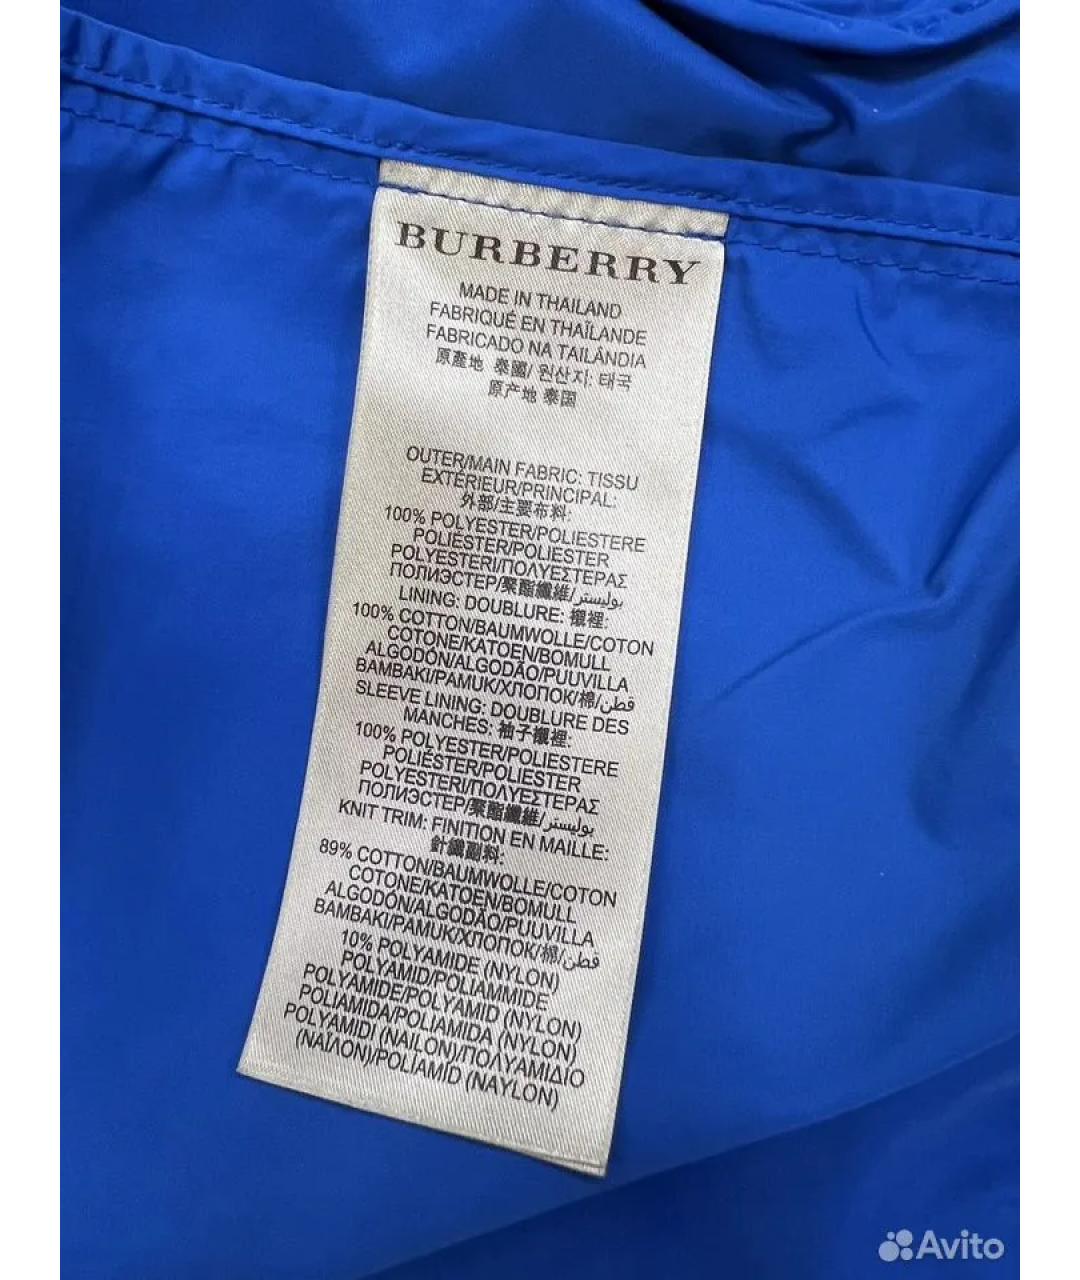 BURBERRY
MADE IN THAILAND
FABRIQUÉ EN THAÏLANDE
FABRICADO NA TAILÂNDIA
原產地 泰國/ 원산지: 태국
原产地 泰国
OUTER/MAIN FABRIC: TISSU
EXTÉRIEUR/PRINCIPAL:
外部/主要布料:
100% POLYESTER/POLIESTERE
POLIÉSTER/POLIESTER
POLYESTERI/ΠΟΛΥΕΣΤΕΡΑΣ
ПОЛИЭСТЕР/聚酯纖維/بوليستر
LINING: DOUBLURE: 襯裡:
100% COTTON/BAUMWOLLE/COTON
COTONE/KATOEN/BOMULL
ALGODÓN/ALGODÃO/PUUVILLA
BAMBAKI/PAMUK/ХЛОПОК/棉/قطن
SLEEVE LINING: DOUBLURE DES
MANCHES: 袖子襯裡:
100% POLYESTER/POLIESTERE
POLIÉSTER/POLIESTER
POLYESTERI/ΠΟΛΥΕΣΤΕΡΑΣ
ПОЛИЭСТЕР/聚酯纖維/بوليستر
KNIT TRIM: FINITION EN MAILLE:
針織副料:
89% COTTON/BAUMWOLLE/COTON
COTONE/KATOEN/BOMULL
ALGODÓN/ALGODÃO/PUUVILLA
BAMBAKI/PAMUK/ХЛОПОК/棉/قطن
10% POLYAMIDE (NYLON)
POLYAMID/POLIAMMIDE
POLYAMIDE/POLYAMID (NYLON)
POLIAMIDA/POLIAMIDA (NYLON)
POLYAMIDI (NAILON)/ΠΟΛΥΑΜΙΔΙΟ
(ΝΑΪΛΟΝ)/POLIAMID (NAYLON)
Avito